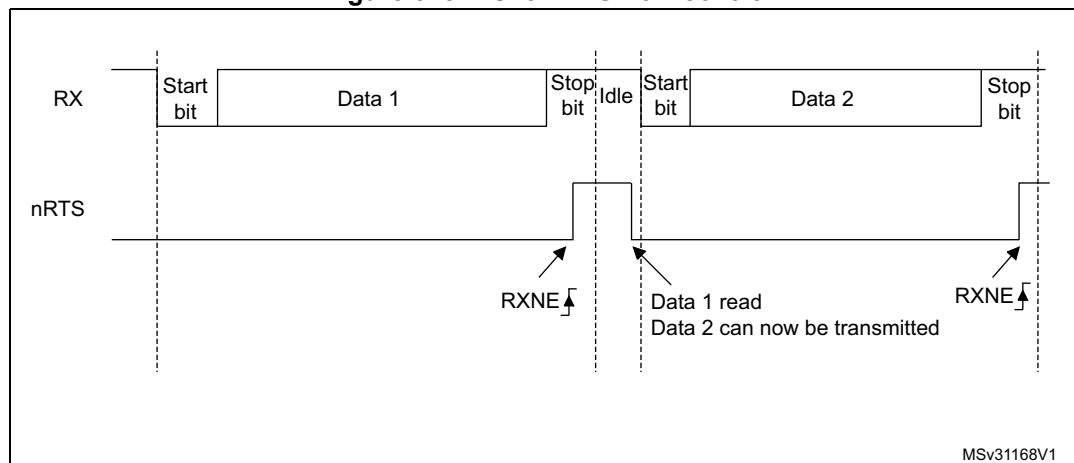 RX
Start bit
Data 1
Stop bit
Idle
Start bit
Data 2
Stop bit
nRTS
RXNE
Data 1 read
Data 2 can now be transmitted
RXNE
MSv31168V1